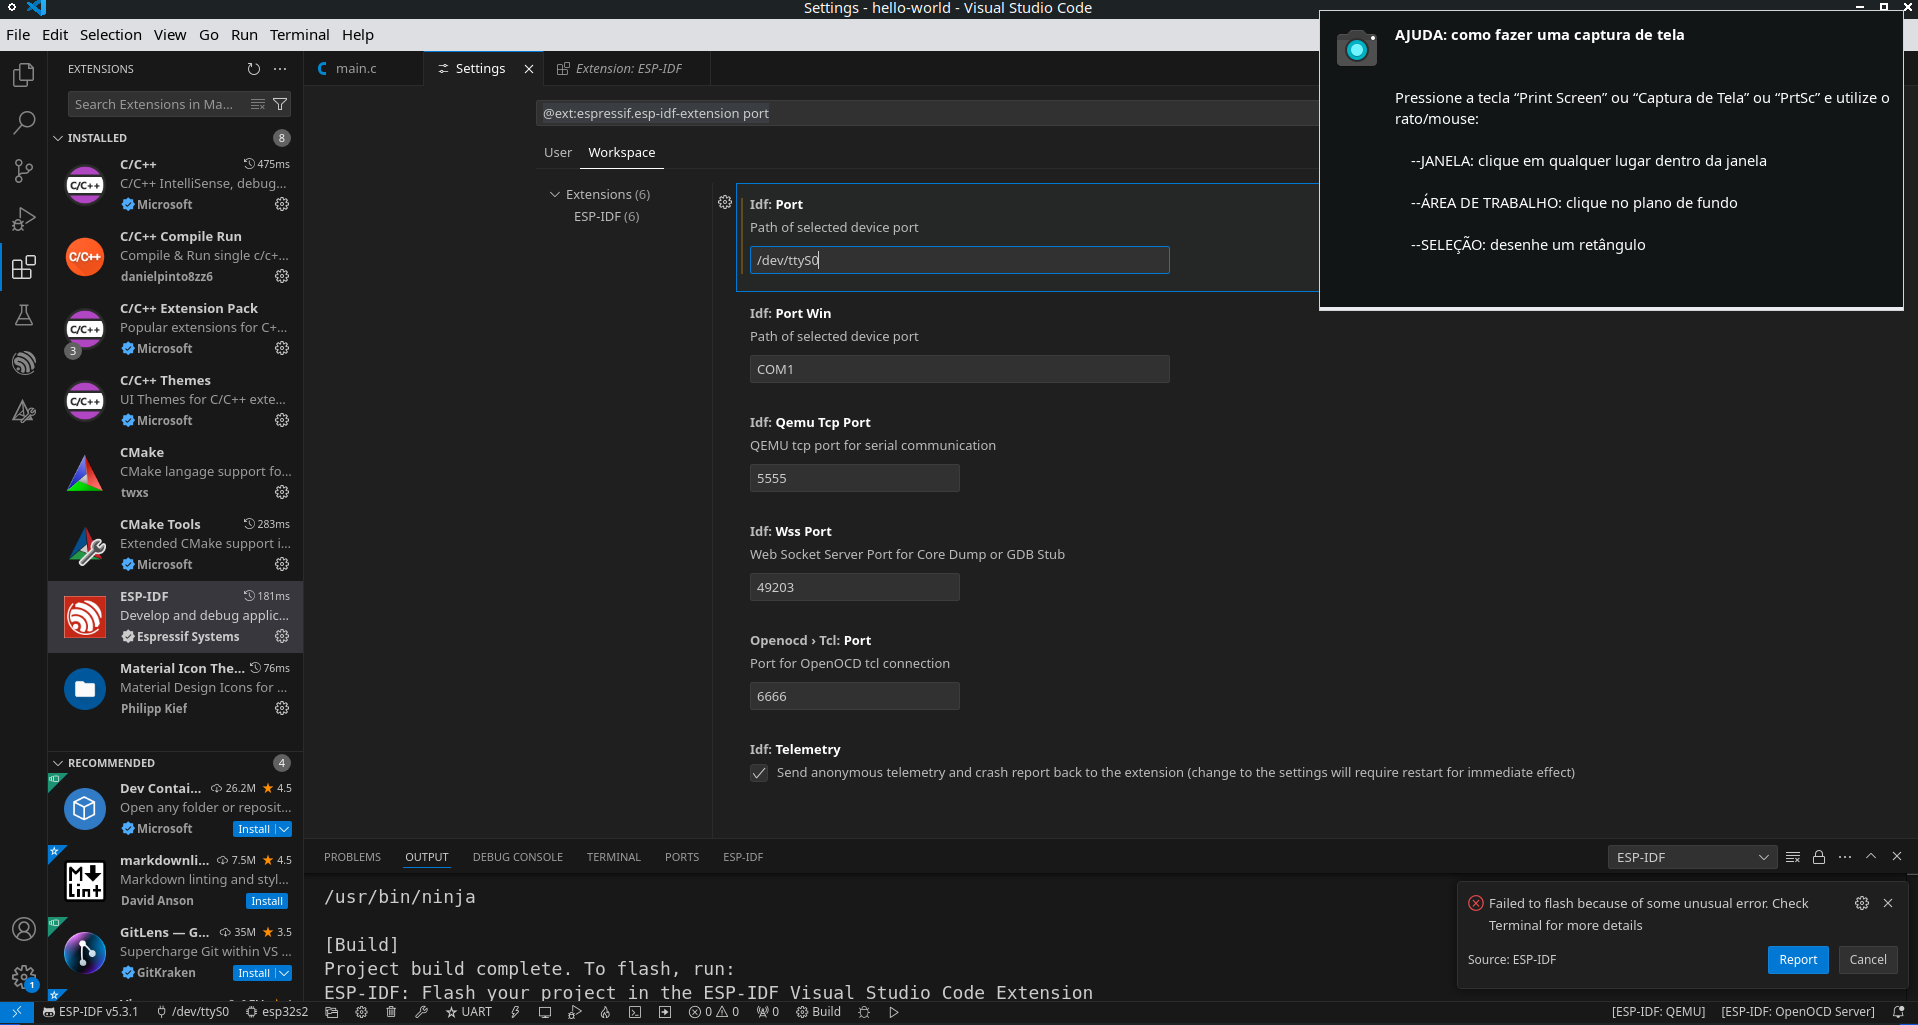 Settings - hello-world - Visual Studio Code
File Edit Selection View Go Run Terminal Help
EXTENSIONS
Search Extensions in Ma...
INSTALLED 8
C/C++ 475ms
C/C++ IntelliSense, debug...
Microsoft
C/C++ Compile Run
Compile & Run single c/c+...
danielpinto8zz6
C/C++ Extension Pack
Popular extensions for C+...
Microsoft
3
C/C++ Themes
UI Themes for C/C++ exte...
Microsoft
CMake
CMake langage support fo...
twxs
CMake Tools 283ms
Extended CMake support i...
Microsoft
ESP-IDF 181ms
Develop and debug applic...
Espressif Systems
Material Icon The... 76ms
Material Design Icons for ...
Philipp Kief
RECOMMENDED 4
Dev Contai... 26.2M 4.5
Open any folder or reposit...
Microsoft Install
markdownli... 7.5M 4.5
Markdown linting and styl...
David Anson Install
GitLens — G... 35M 3.5
Supercharge Git within VS ...
GitKraken Install
1
main.c Settings Extension: ESP-IDF
@ext:espressif.esp-idf-extension port
User Workspace
Extensions (6)
ESP-IDF (6)
Idf: Port
Path of selected device port
/dev/ttyS0
Idf: Port Win
Path of selected device port
COM1
Idf: Qemu Tcp Port
QEMU tcp port for serial communication
5555
Idf: Wss Port
Web Socket Server Port for Core Dump or GDB Stub
49203
Openocd › Tcl: Port
Port for OpenOCD tcl connection
6666
Idf: Telemetry
Send anonymous telemetry and crash report back to the extension (change to the settings will require restart for immediate effect)
AJUDA: como fazer uma captura de tela
Pressione a tecla “Print Screen” ou “Captura de Tela” ou “PrtSc” e utilize o
rato/mouse:
--JANELA: clique em qualquer lugar dentro da janela
--ÁREA DE TRABALHO: clique no plano de fundo
--SELEÇÃO: desenhe um retângulo
PROBLEMS OUTPUT DEBUG CONSOLE TERMINAL PORTS ESP-IDF
ESP-IDF
/usr/bin/ninja
[Build]
Project build complete. To flash, run:
ESP-IDF: Flash your project in the ESP-IDF Visual Studio Code Extension
Failed to flash because of some unusual error. Check
Terminal for more details
Source: ESP-IDF
Report Cancel
ESP-IDF v5.3.1 /dev/ttyS0 esp32s2 UART 0 0 0 Build [ESP-IDF: QEMU] [ESP-IDF: OpenOCD Server]